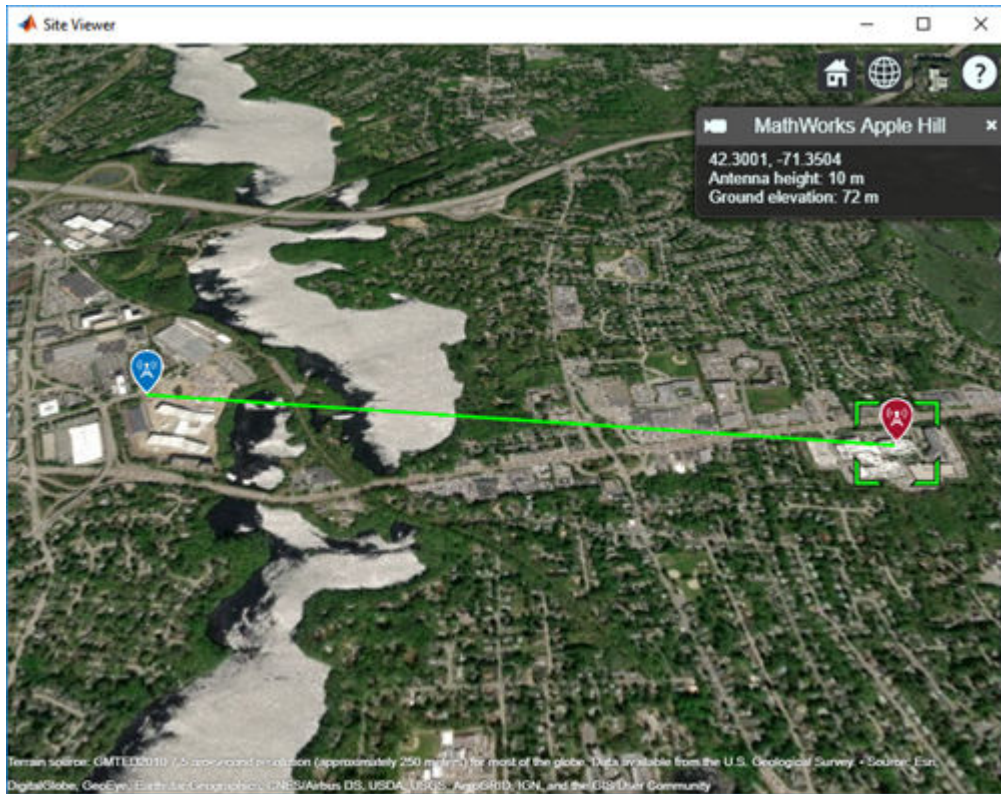 Site Viewer
MathWorks Apple Hill
42.3001, -71.3504
Antenna height: 10 m
Ground elevation: 72 m
Terrain source: GMTED2010 7.5 arc-second resolution (approximately 250 meters) for most of the globe. Data available from the U.S. Geological Survey. • Source: Esri,
DigitalGlobe, GeoEye, Earthstar Geographics, CNES/Airbus DS, USDA, USGS, AeroGRID, IGN, and the GIS User Community